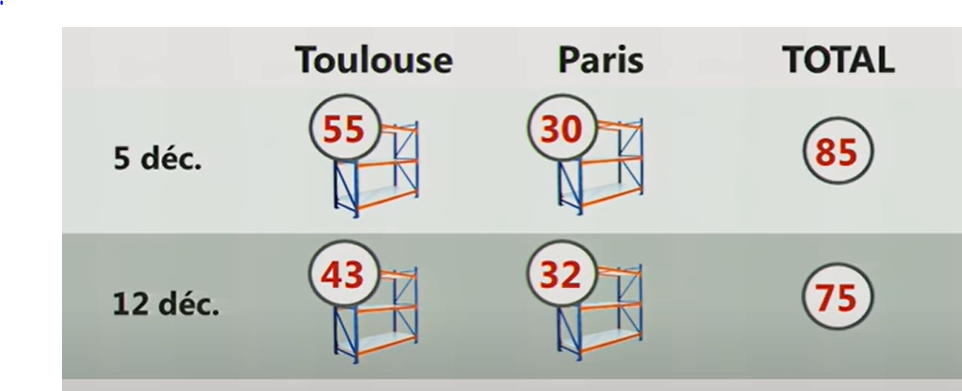 Toulouse Paris TOTAL
5 déc. 55 30 85
12 déc. 43 32 75